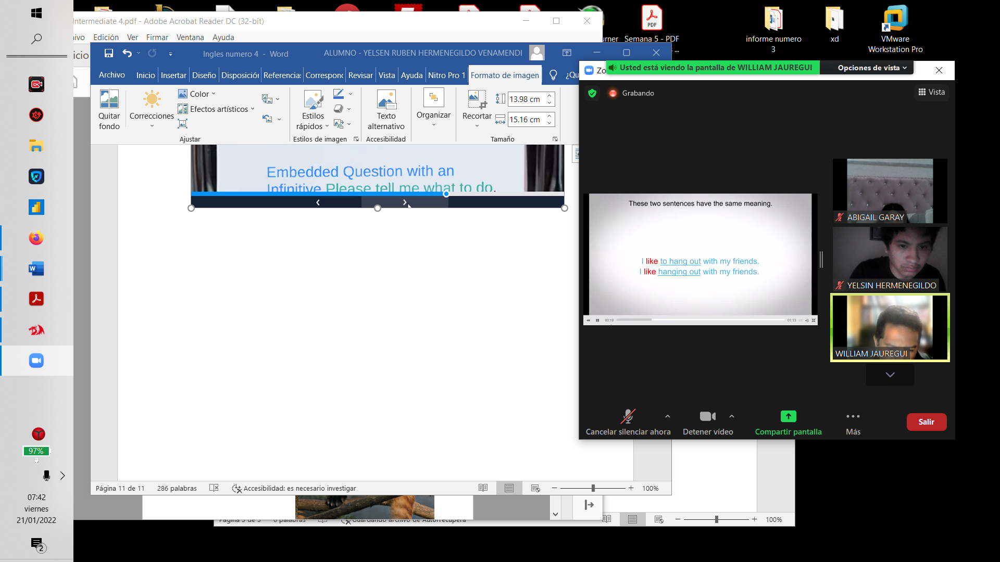 Intermediate 4.pdf - Adobe Acrobat Reader DC (32-bit)
ivo Edición Ver Firmar Ventana Ayuda
icio
urner
Semana 5 - PDF
...
informe numero
3
xd
VMware
Workstation Pro
Ingles numero 4 - Word
ALUMNO - YELSEN RUBEN HERMENEGILDO VENAMENDI
Archivo Inicio Insertar Diseño Disposición Referencias Correspond Revisar Vista Ayuda Nitro Pro 1 Formato de imagen ¿Qu
Quitar
fondo
Correcciones
Color
Efectos artísticos
Ajustar
Estilos
rápidos
Estilos de imagen
Texto
alternativo
Accesibilidad
Organizar
Recortar
13.98 cm
15.16 cm
Tamaño
Embedded Question with an
Infinitive Please tell me what to do.
Página 11 de 11
286 palabras
Accesibilidad: es necesario investigar
100%
Página 5 de 5
0 palabras
Guardando archivo de Autorrecupera
100%
Zo
Usted está viendo la pantalla de WILLIAM JAUREGUI
Opciones de vista
Grabando
Vista
These two sentences have the same meaning.
I like to hang out with my friends.
I like hanging out with my friends.
00:19
01:13
ABIGAIL GARAY
YELSIN HERMENEGILDO
WILLIAM JAUREGUI
Cancelar silenciar ahora
Detener vídeo
Compartir pantalla
Más
Salir
97%
07:42
viernes
21/01/2022
2
PDF